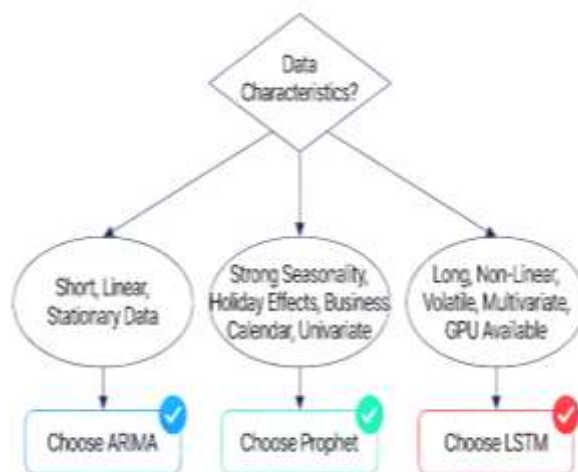 Data
Characteristics?
Short, Linear,
Stationary Data
Strong Seasonality,
Holiday Effects, Business
Calendar, Univariate
Long, Non-Linear,
Volatile, Multivariate,
GPU Available
Choose ARIMA
Choose Prophet
Choose LSTM